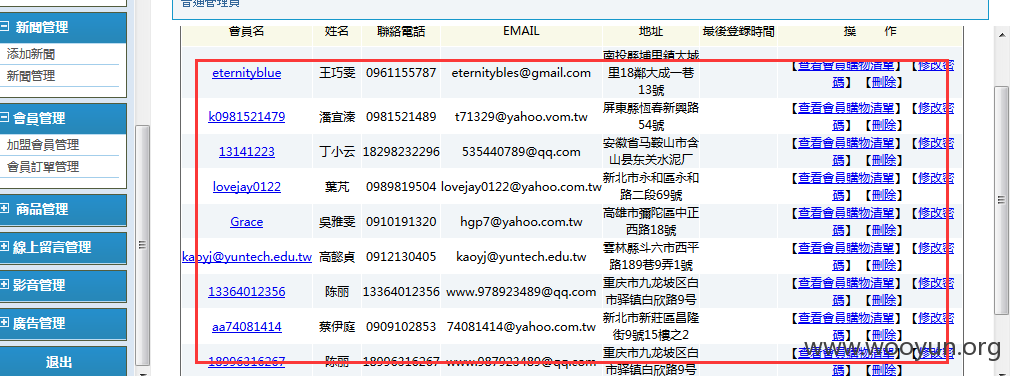 普通管理員
新聞管理
添加新聞
新聞管理
會員管理
加盟會員管理
會員訂單管理
商品管理
線上留言管理
影音管理
廣告管理
退出
會員名 姓名 聯絡電話 EMAIL 地址 最後登錄時間 操 作
eternityblue 王巧雯 0961155787 eternitybles@gmail.com 南投縣埔里鎮大城里18鄰大成一巷13號 【查看會員購物清單】【修改密碼】【刪除】
k0981521479 潘宜溱 0981521489 t71329@yahoo.vom.tw 屏東縣恆春新興路54號 【查看會員購物清單】【修改密碼】【刪除】
13141223 丁小云 18298232296 535440789@qq.com 安徽省马鞍山市含山县东关水泥厂 【查看會員購物清單】【修改密碼】【刪除】
lovejay0122 葉芃 0989819504 lovejay0122@yahoo.com.tw 新北市永和區永和路二段69號 【查看會員購物清單】【修改密碼】【刪除】
Grace 吳雅雯 0910191320 hgp7@yahoo.com.tw 高雄市彌陀區中正西路18號 【查看會員購物清單】【修改密碼】【刪除】
kaoyj@yuntech.edu.tw 高懿貞 0912130405 kaoyj@yuntech.edu.tw 雲林縣斗六市西平路189巷9弄1號 【查看會員購物清單】【修改密碼】【刪除】
13364012356 陈丽 13364012356 www.978923489@qq.com 重庆市九龙坡区白市驿镇白欣路9号 【查看會員購物清單】【修改密碼】【刪除】
aa74081414 蔡伊庭 0909102853 74081414@yahoo.com.tw 新北市新莊區昌隆街9號15樓之2 【查看會員購物清單】【修改密碼】【刪除】
18996316267 陈丽 18996316267 www.987923489@qq.com 重庆市九龙坡区白市驿镇白欣路9号 【查看會員購物清單】【修改密碼】【刪除】
www.wooyun.org